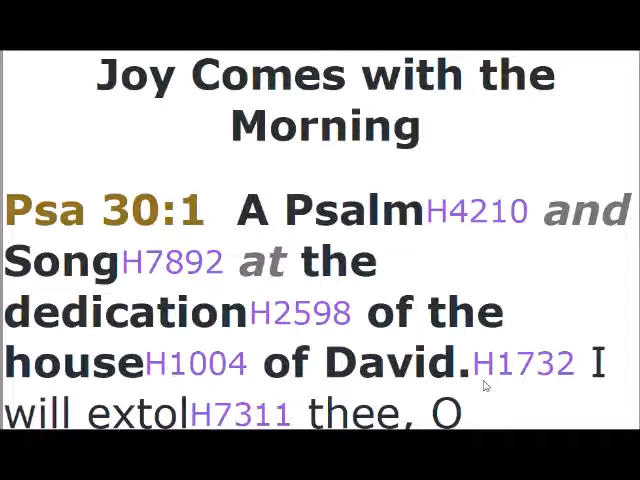 Joy Comes with the
Morning
Psa 30:1 A PsalmH4210 and
SongH7892 at the
dedicationH2598 of the
houseH1004 of David.H1732 I
will extolH7311 thee, O